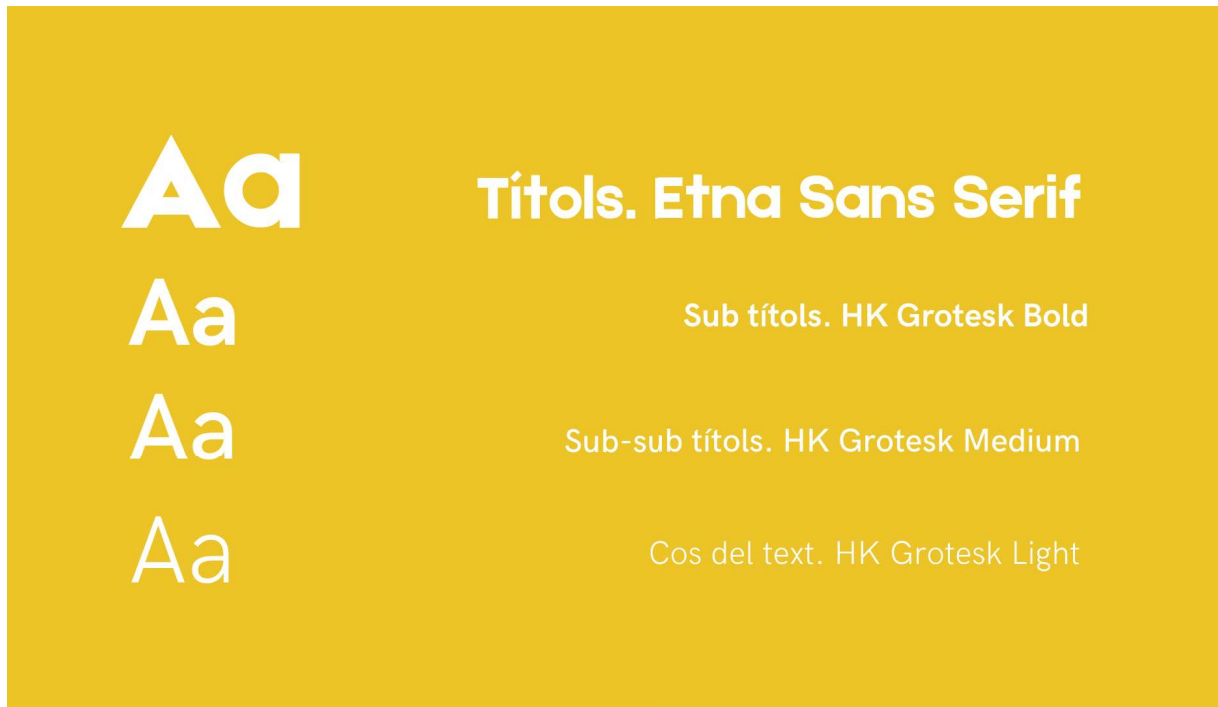 Aa
Títols. Etna Sans Serif
Aa
Sub títols. HK Grotesk Bold
Aa
Sub-sub títols. HK Grotesk Medium
Aa
Cos del text. HK Grotesk Light